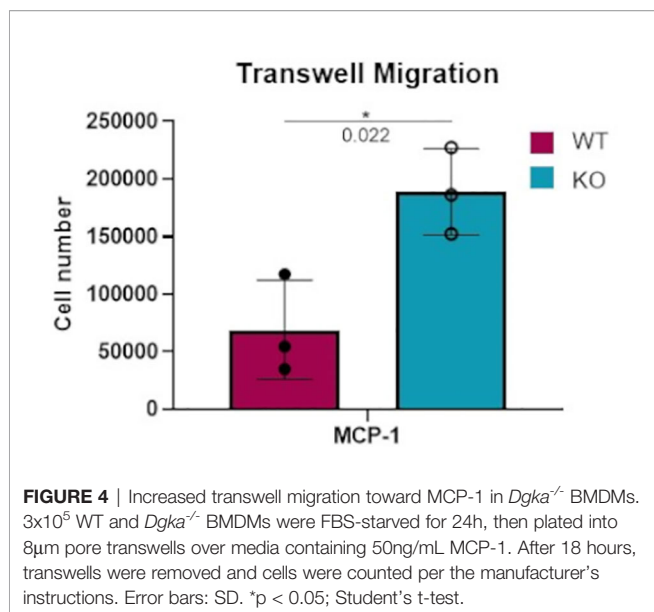 Transwell Migration
250000
200000
150000
100000
50000
0
Cell number
*
0.022
WT
KO
MCP-1
FIGURE 4 | Increased transwell migration toward MCP-1 in Dgka-/- BMDMs.
3x10⁵ WT and Dgka-/- BMDMs were FBS-starved for 24h, then plated into
8μm pore transwells over media containing 50ng/mL MCP-1. After 18 hours,
transwells were removed and cells were counted per the manufacturer's
instructions. Error bars: SD. *p < 0.05; Student's t-test.